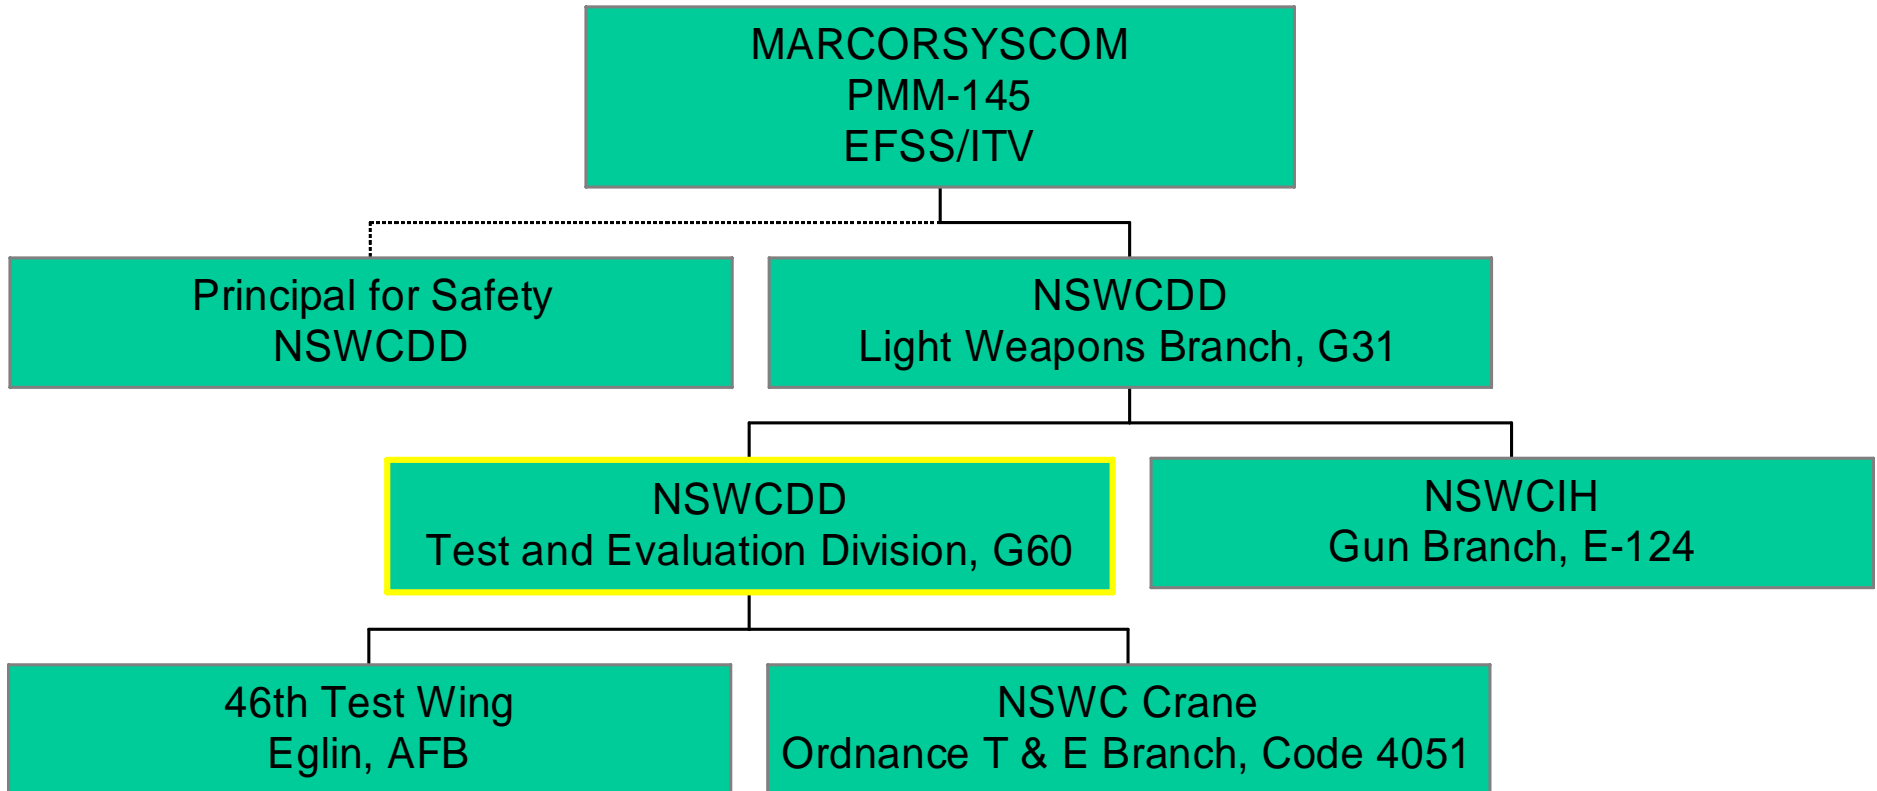 MARCORSYSCOM
PMM-145
EFSS/ITV
Principal for Safety
NSWCDD
NSWCDD
Light Weapons Branch, G31
NSWCDD
Test and Evaluation Division, G60
NSWCIH
Gun Branch, E-124
46th Test Wing
Eglin, AFB
NSWC Crane
Ordnance T & E Branch, Code 4051